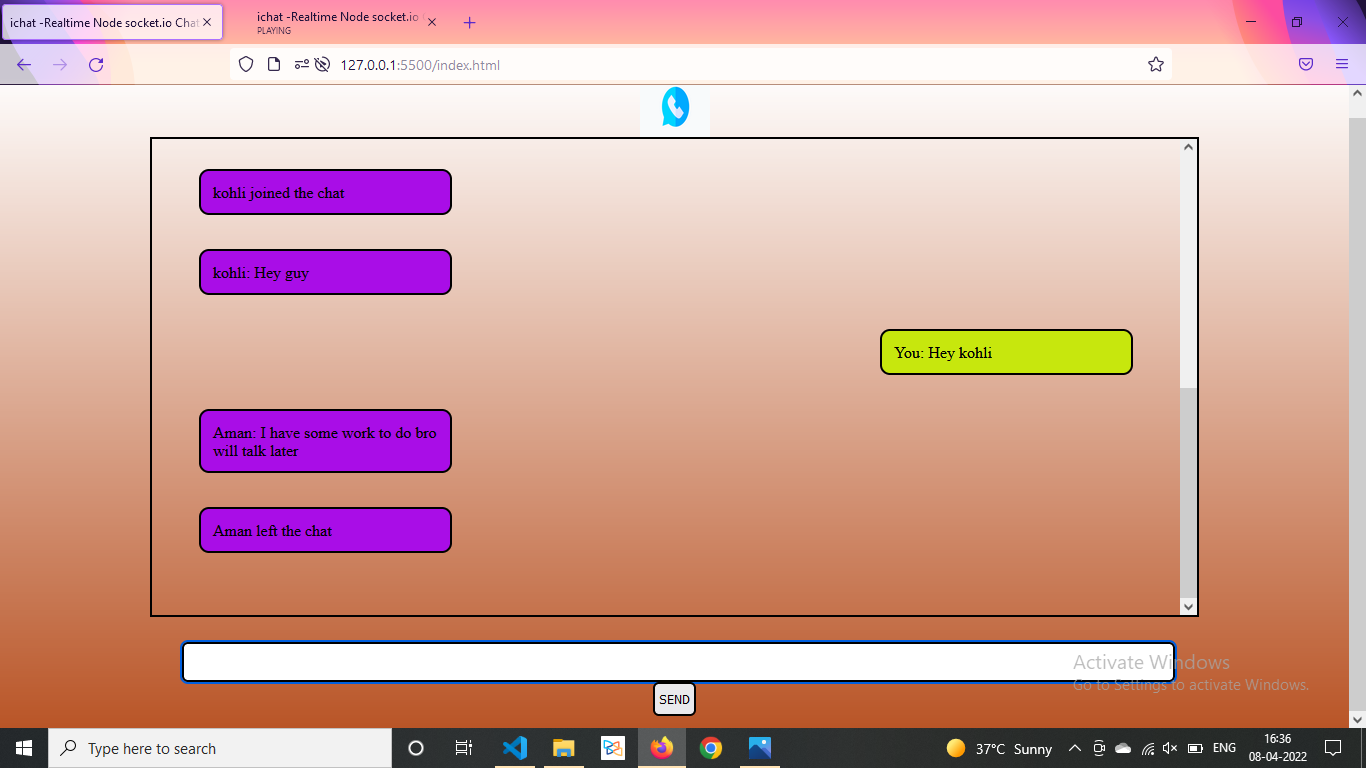 ichat -Realtime Node socket.io Chat
ichat -Realtime Node socket.io
PLAYING
127.0.0.1:5500/index.html
kohli joined the chat
kohli: Hey guy
You: Hey kohli
Aman: I have some work to do bro
will talk later
Aman left the chat
Activate Windows
Go to Settings to activate Windows.
SEND
Type here to search
37°C Sunny
ENG
16:36
08-04-2022